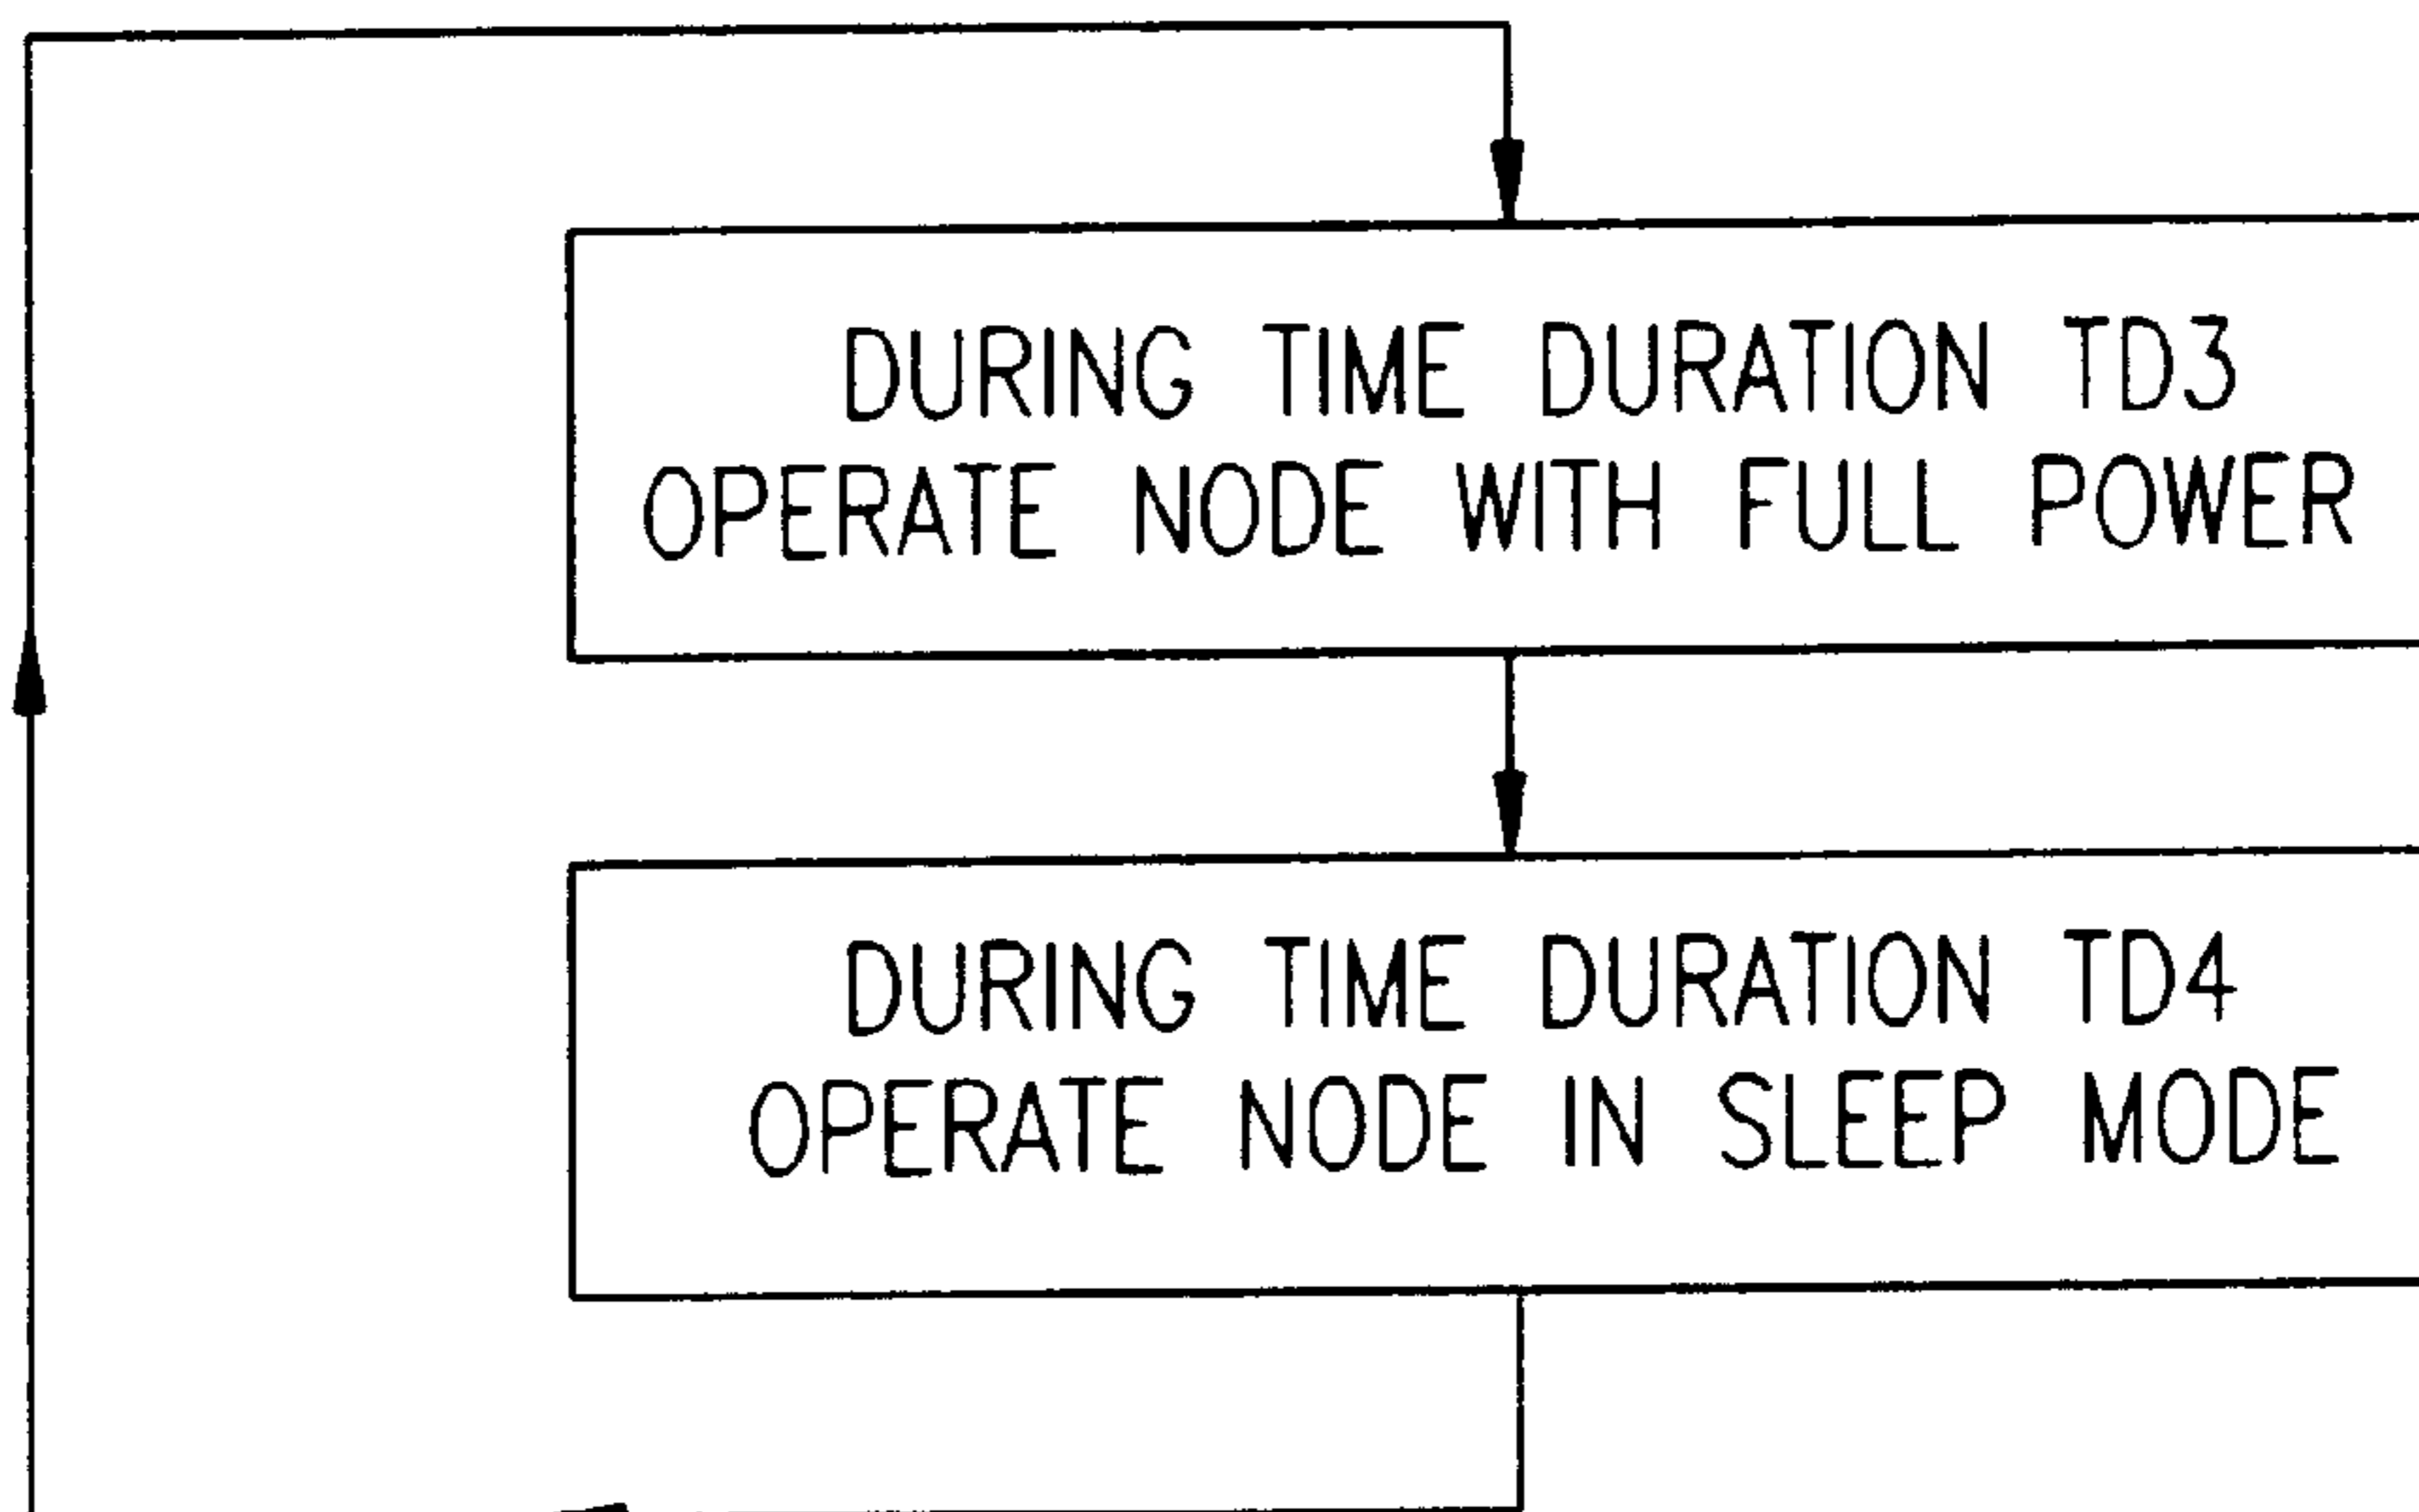 DURING TIME DURATION TD3
OPERATE NODE WITH FULL POWER
DURING TIME DURATION TD4
OPERATE NODE IN SLEEP MODE